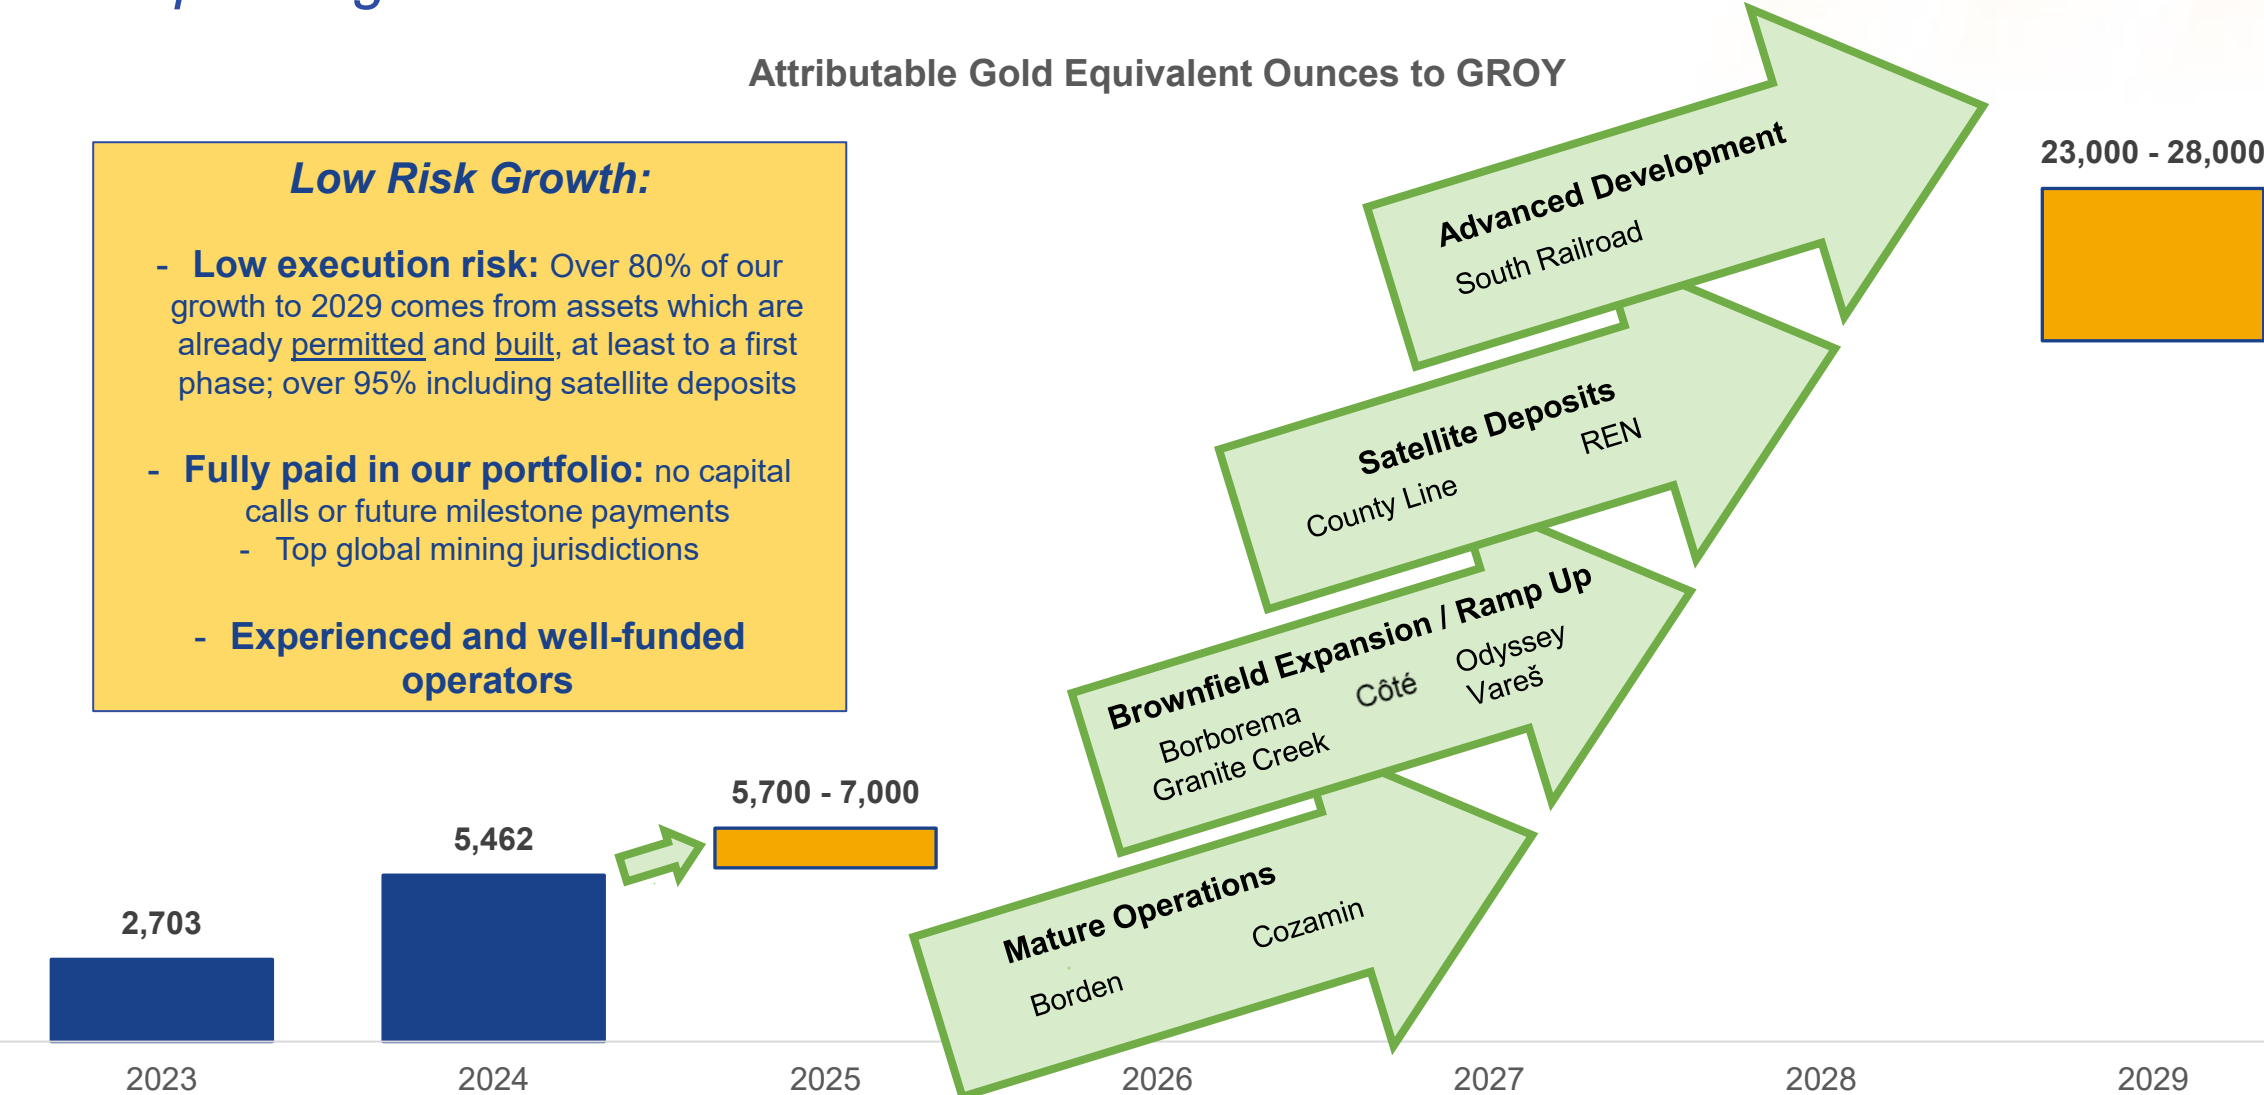 Attributable Gold Equivalent Ounces to GROY
Low Risk Growth:
- Low execution risk: Over 80% of our
growth to 2029 comes from assets which are
already permitted and built, at least to a first
phase; over 95% including satellite deposits
- Fully paid in our portfolio: no capital
calls or future milestone payments
- Top global mining jurisdictions
- Experienced and well-funded
operators
Advanced Development
South Railroad
Satellite Deposits
REN
County Line
Brownfield Expansion / Ramp Up
Odyssey
Côté
Vareš
Borborema
Granite Creek
Mature Operations
Cozamin
Borden
2,703
5,462
5,700 - 7,000
23,000 - 28,000
2023
2024
2025
2026
2027
2028
2029